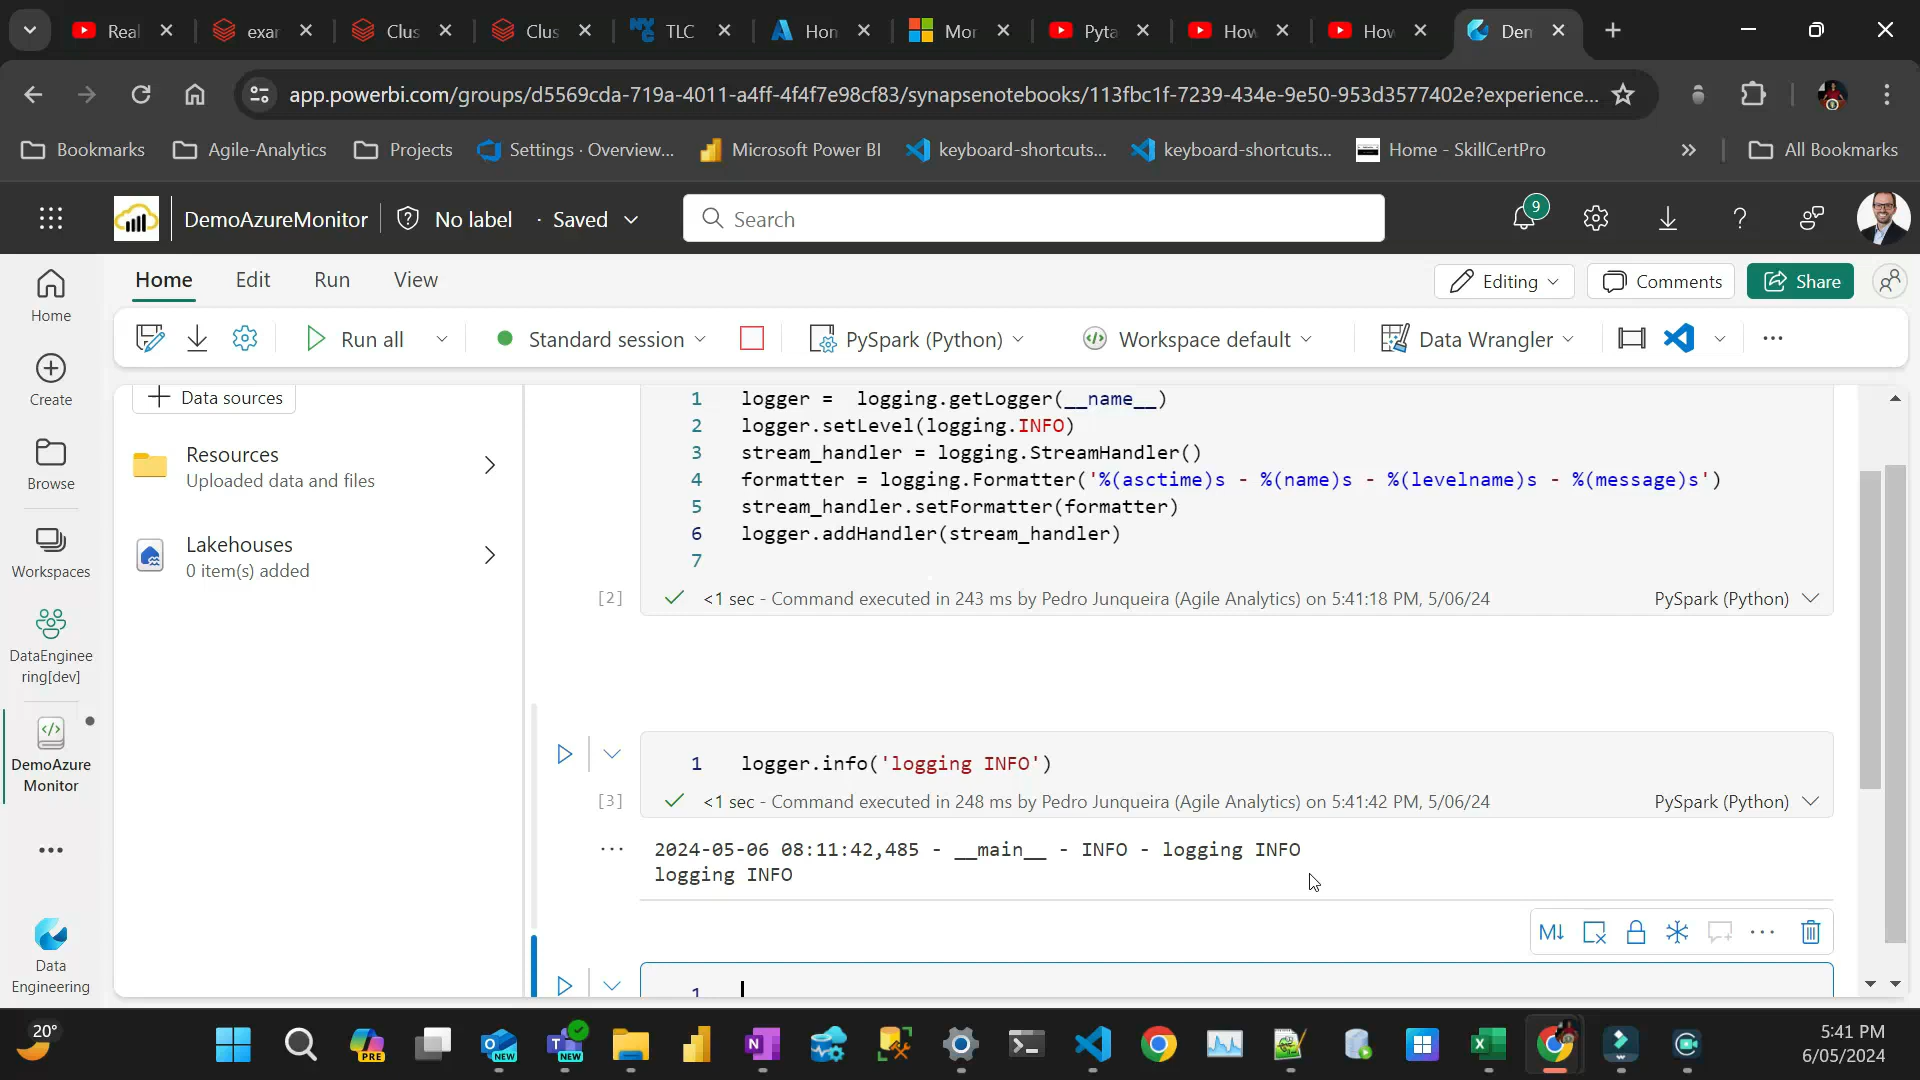 Real
exar
Clus
Clus
TLC
Hon
Mor
Pyta
How
How
Den
app.powerbi.com/groups/d5569cda-719a-4011-a4ff-4f4f7e98cf83/synapsenotebooks/113fbc1f-7239-434e-9e50-953d3577402e?experience...
Bookmarks
Agile-Analytics
Projects
Settings · Overview...
Microsoft Power BI
keyboard-shortcuts...
keyboard-shortcuts...
Home - SkillCertPro
»
All Bookmarks
DemoAzureMonitor
No label
· Saved
Search
9
Home
Edit
Run
View
Editing
Comments
Share
Run all
Standard session
PySpark (Python)
Workspace default
Data Wrangler
Home
Create
Browse
Workspaces
DataEnginee
ring[dev]
DemoAzure
Monitor
Data
Engineering
Data sources
Resources
Uploaded data and files
Lakehouses
0 item(s) added
1 logger =  logging.getLogger(__name__)
2 logger.setLevel(logging.INFO)
3 stream_handler = logging.StreamHandler()
4 formatter = logging.Formatter('%(asctime)s - %(name)s - %(levelname)s - %(message)s')
5 stream_handler.setFormatter(formatter)
6 logger.addHandler(stream_handler)
7
[2] <1 sec - Command executed in 243 ms by Pedro Junqueira (Agile Analytics) on 5:41:18 PM, 5/06/24 PySpark (Python)
1 logger.info('logging INFO')
[3] <1 sec - Command executed in 248 ms by Pedro Junqueira (Agile Analytics) on 5:41:42 PM, 5/06/24 PySpark (Python)
2024-05-06 08:11:42,485 - __main__ - INFO - logging INFO
logging INFO
M↓
1
20°
PRE
NEW
NEW
5:41 PM
6/05/2024